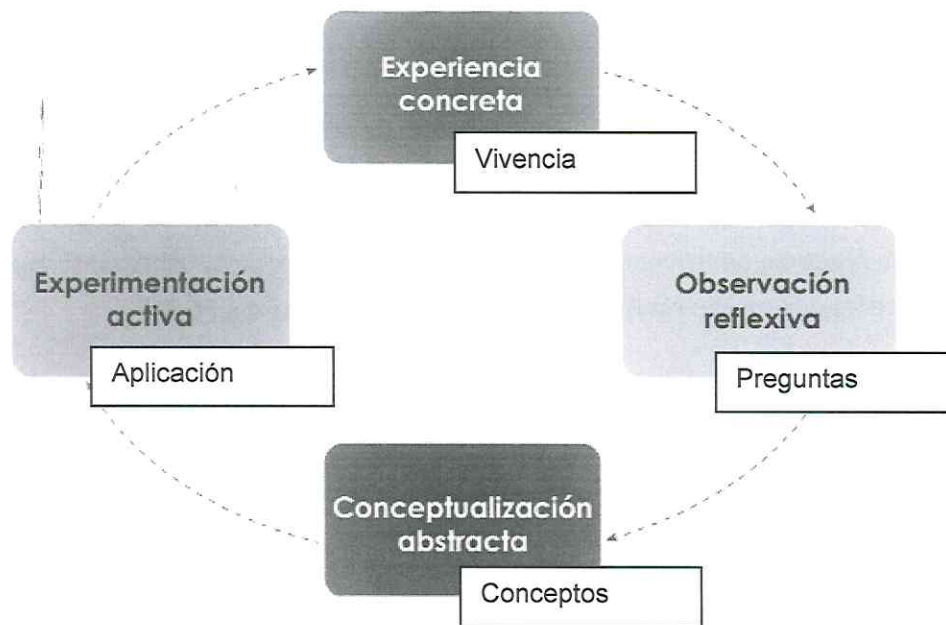 Experiencia
concreta
Vivencia
Experimentación
activa
Aplicación
Observación
reflexiva
Preguntas
Conceptualización
abstracta
Conceptos